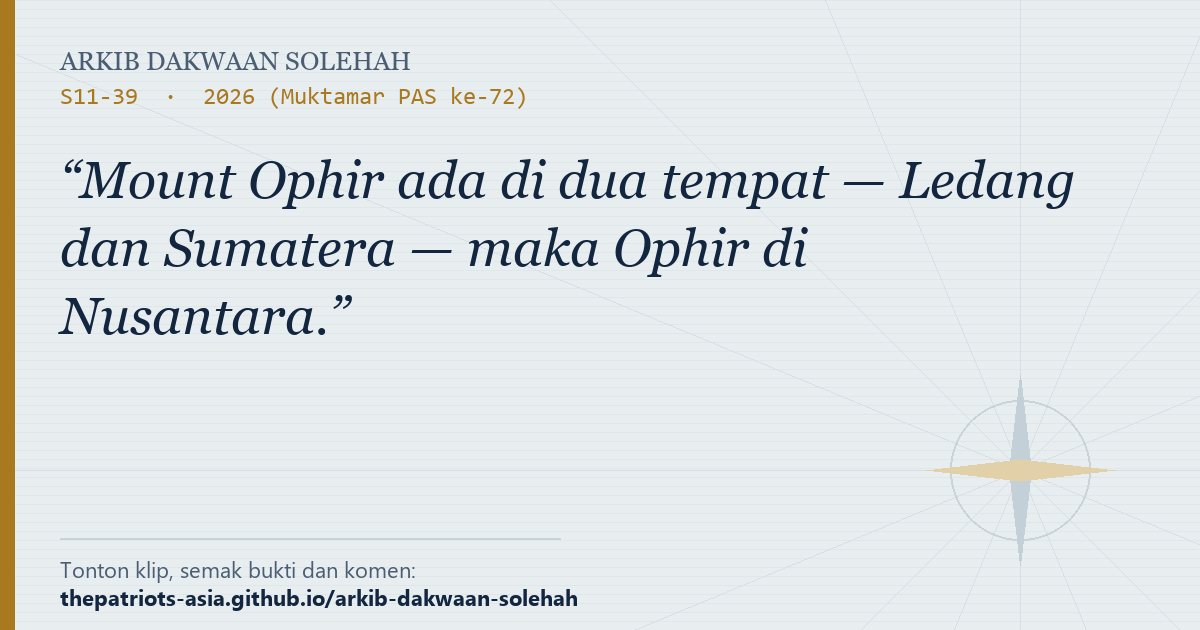 ARKIB DAKWAAN SOLEHAH
S11-39 · 2026 (Muktamar PAS ke-72)
“Mount Ophir ada di dua tempat — Ledang
dan Sumatera — maka Ophir di
Nusantara.”
Tonton klip, semak bukti dan komen:
thepatriots-asia.github.io/arkib-dakwaan-solehah